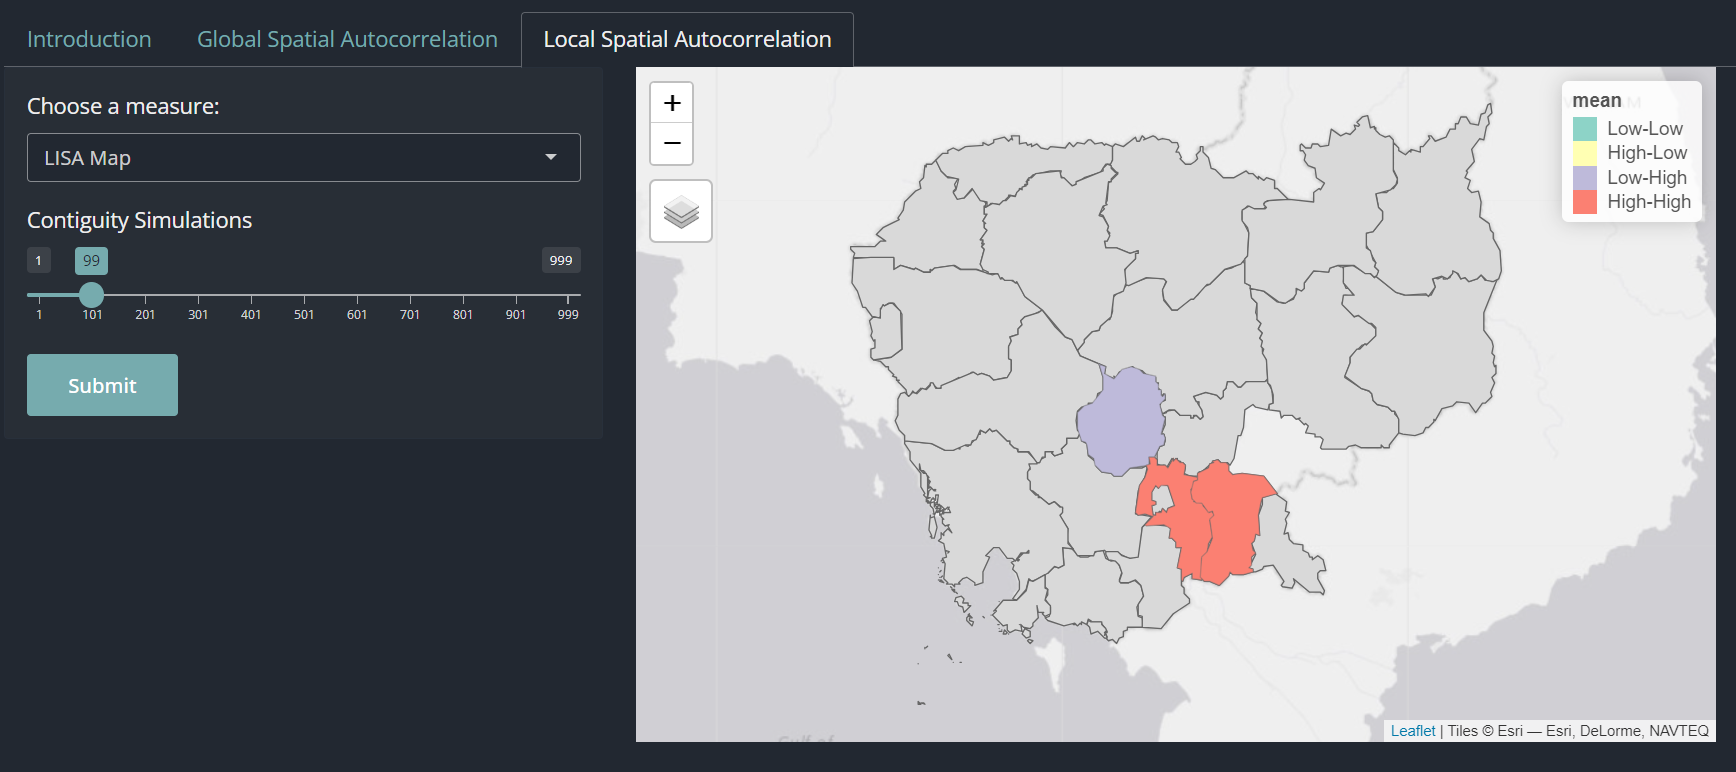 Introduction
Global Spatial Autocorrelation
Local Spatial Autocorrelation
Choose a measure:
LISA Map
Contiguity Simulations
1
99
999
1
101
201
301
401
501
601
701
801
901
999
Submit
+
−
mean
Low-Low
High-Low
Low-High
High-High
Gulf of
Leaflet | Tiles © Esri — Esri, DeLorme, NAVTEQ